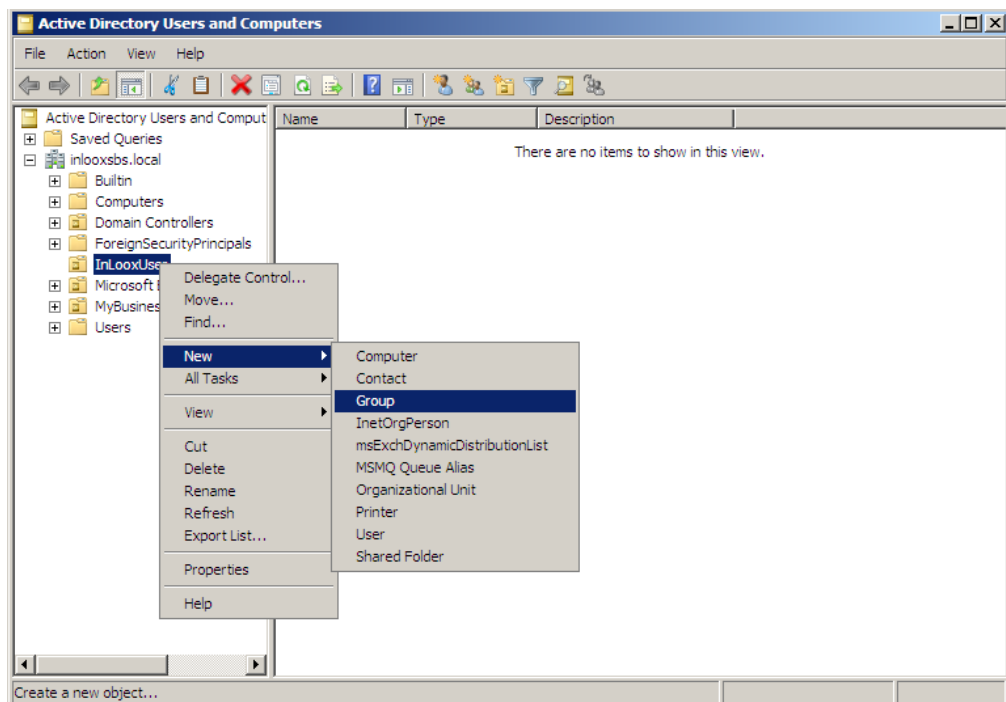 Active Directory Users and Computers
File Action View Help
Active Directory Users and Comput
Name Type Description
Saved Queries
There are no items to show in this view.
inlooxsbs.local
Builtin
Computers
Domain Controllers
ForeignSecurityPrincipals
InLooxUser
Microsoft
MyBusines
Users
Delegate Control...
Move...
Find...
New
All Tasks
View
Cut
Delete
Rename
Refresh
Export List...
Properties
Help
Computer
Contact
Group
InetOrgPerson
msExchDynamicDistributionList
MSMQ Queue Alias
Organizational Unit
Printer
User
Shared Folder
Create a new object...